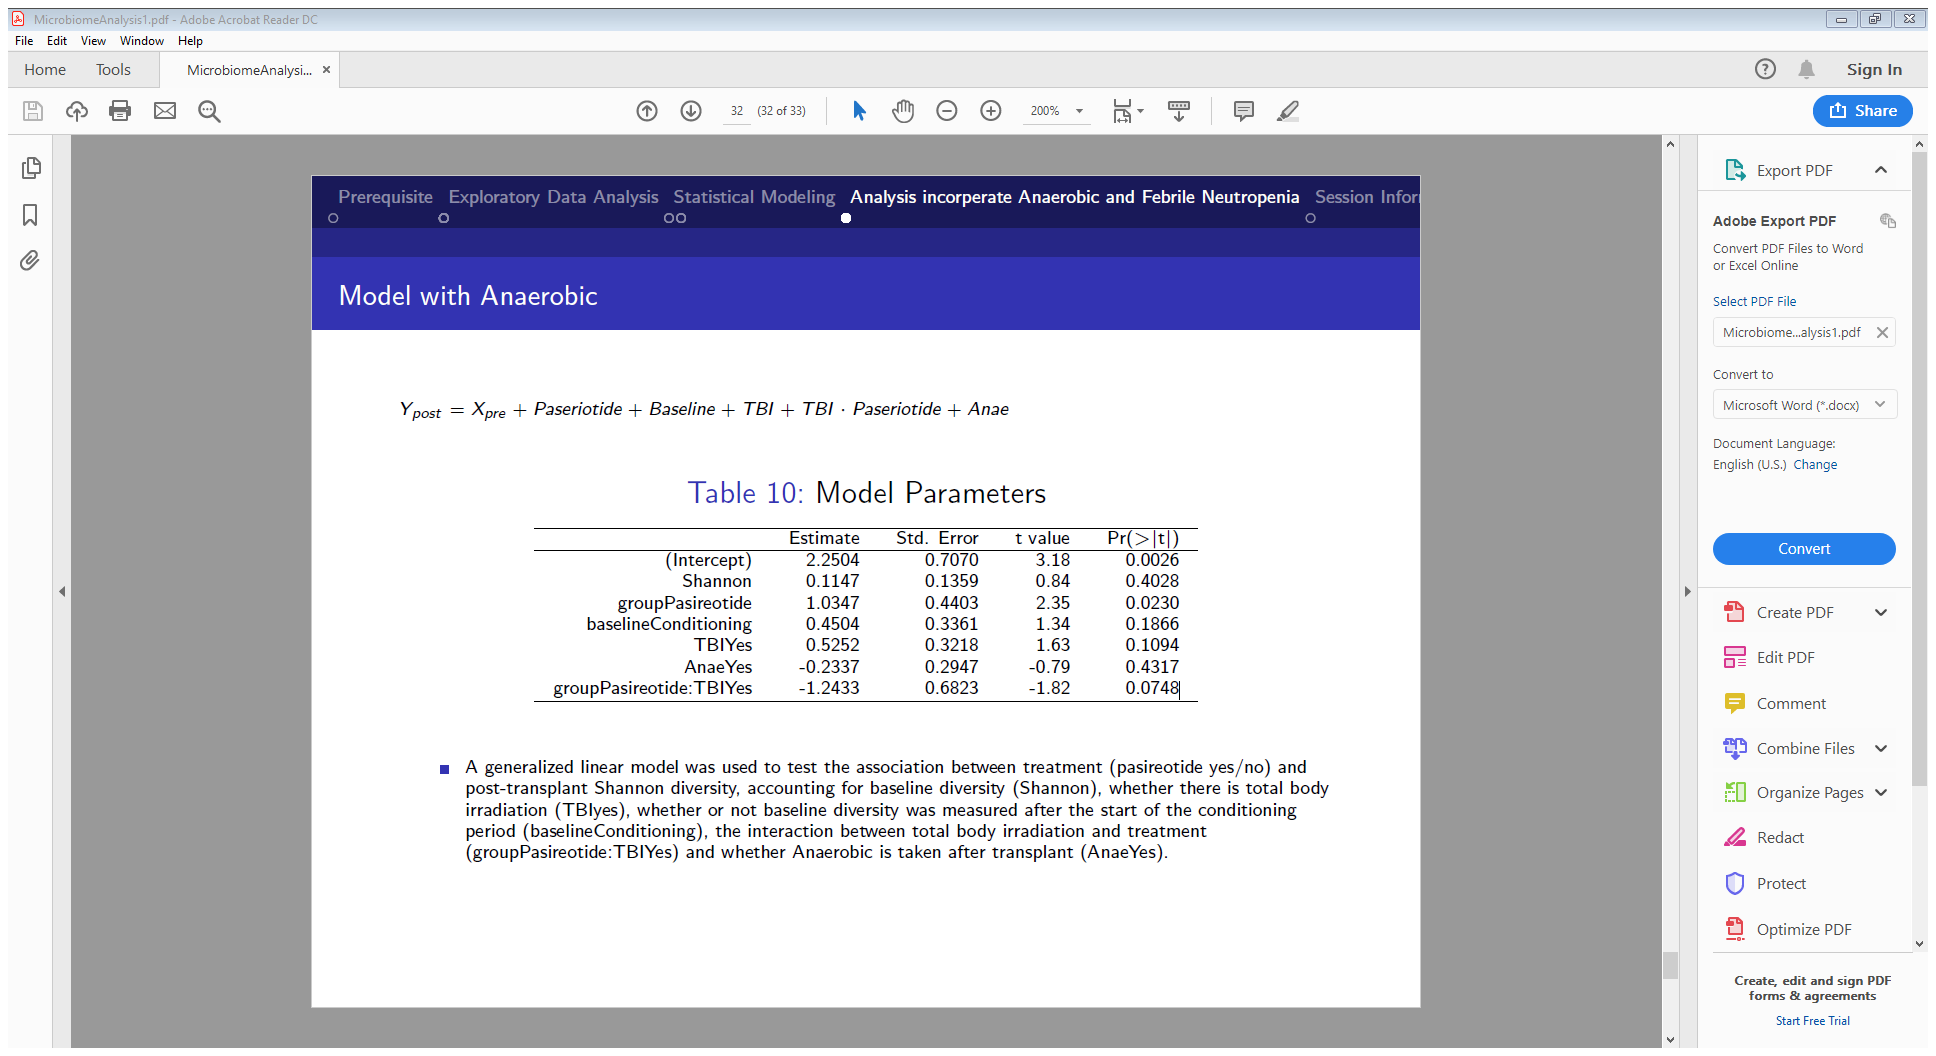 MicrobiomeAnalysis1.pdf - Adobe Acrobat Reader DC
File Edit View Window Help
Home Tools MicrobiomeAnalysi... × Sign In
32 (32 of 33) 200% Share
Prerequisite Exploratory Data Analysis Statistical Modeling Analysis incorperate Anaerobic and Febrile Neutropenia Session Infor
Model with Anaerobic
Ypost = Xpre + Paseriotide + Baseline + TBI + TBI · Paseriotide + Anae
Table 10: Model Parameters
Estimate Std. Error t value Pr(>|t|)
(Intercept) 2.2504 0.7070 3.18 0.0026
Shannon 0.1147 0.1359 0.84 0.4028
groupPasireotide 1.0347 0.4403 2.35 0.0230
baselineConditioning 0.4504 0.3361 1.34 0.1866
TBIYes 0.5252 0.3218 1.63 0.1094
AnaeYes -0.2337 0.2947 -0.79 0.4317
groupPasireotide:TBIYes -1.2433 0.6823 -1.82 0.0748
A generalized linear model was used to test the association between treatment (pasireotide yes/no) and
post-transplant Shannon diversity, accounting for baseline diversity (Shannon), whether there is total body
irradiation (TBIyes), whether or not baseline diversity was measured after the start of the conditioning
period (baselineConditioning), the interaction between total body irradiation and treatment
(groupPasireotide:TBIYes) and whether Anaerobic is taken after transplant (AnaeYes).
Export PDF
Adobe Export PDF
Convert PDF Files to Word
or Excel Online
Select PDF File
Microbiome...alysis1.pdf
Convert to
Microsoft Word (*.docx)
Document Language:
English (U.S.) Change
Convert
Create PDF
Edit PDF
Comment
Combine Files
Organize Pages
Redact
Protect
Optimize PDF
Create, edit and sign PDF
forms & agreements
Start Free Trial